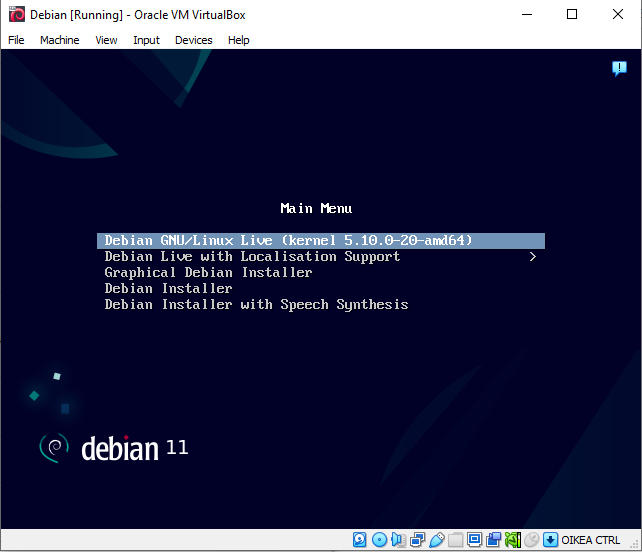 Debian [Running] - Oracle VM VirtualBox
File Machine View Input Devices Help
Main Menu
Debian GNU/Linux Live (kernel 5.10.0-20-amd64)
Debian Live with Localisation Support >
Graphical Debian Installer
Debian Installer
Debian Installer with Speech Synthesis
debian 11
OIKEA CTRL